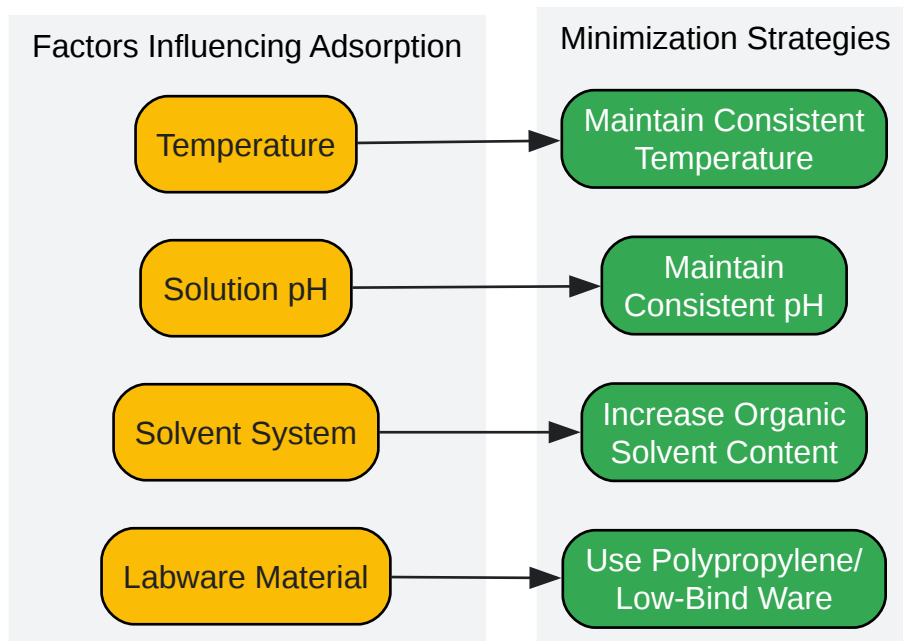 Factors Influencing Adsorption
Minimization Strategies
Temperature
Maintain Consistent
Temperature
Solution pH
Maintain
Consistent pH
Solvent System
Increase Organic
Solvent Content
Labware Material
Use Polypropylene/
Low-Bind Ware